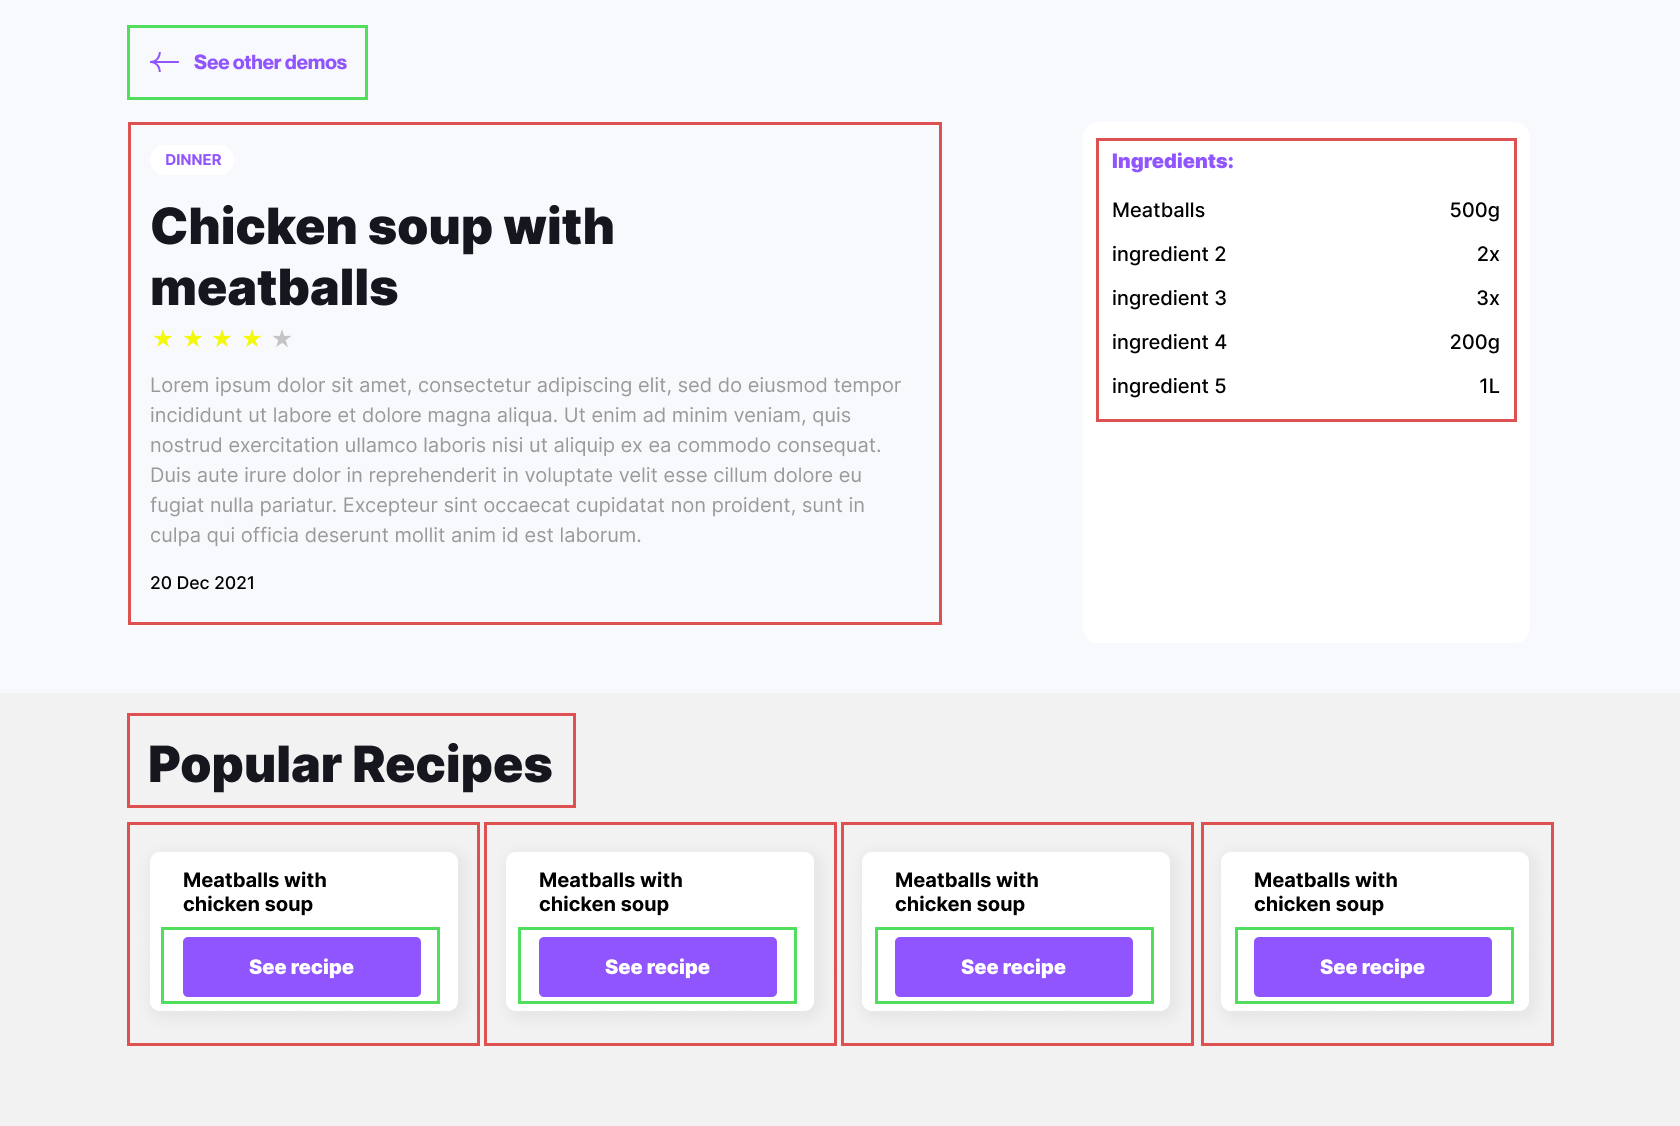 See other demos
DINNER
Chicken soup with
meatballs
Lorem ipsum dolor sit amet, consectetur adipiscing elit, sed do eiusmod tempor
incididunt ut labore et dolore magna aliqua. Ut enim ad minim veniam, quis
nostrud exercitation ullamco laboris nisi ut aliquip ex ea commodo consequat.
Duis aute irure dolor in reprehenderit in voluptate velit esse cillum dolore eu
fugiat nulla pariatur. Excepteur sint occaecat cupidatat non proident, sunt in
culpa qui officia deserunt mollit anim id est laborum.
20 Dec 2021
Ingredients:
Meatballs 500g
ingredient 2 2x
ingredient 3 3x
ingredient 4 200g
ingredient 5 1L
Popular Recipes
Meatballs with
chicken soup
See recipe
Meatballs with
chicken soup
See recipe
Meatballs with
chicken soup
See recipe
Meatballs with
chicken soup
See recipe